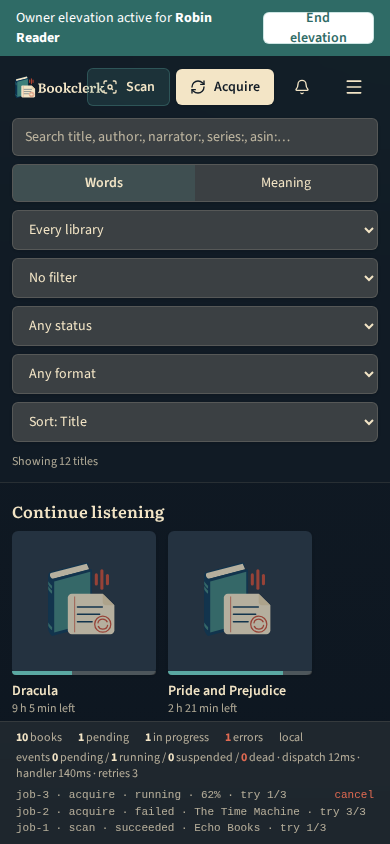 Owner elevation active for Robin Reader
End elevation
Bookclerk
Scan
Acquire
Search title, author:, narrator:, series:, asin:…
Words
Meaning
Every library
No filter
Any status
Any format
Sort: Title
Showing 12 titles
Continue listening
Dracula
9 h 5 min left
Pride and Prejudice
2 h 21 min left
10 books 1 pending 1 in progress 1 errors local
events 0 pending / 1 running / 0 suspended / 0 dead · dispatch 12ms ·
handler 140ms · retries 3
job-3 · acquire · running · 62% · try 1/3 cancel
job-2 · acquire · failed · The Time Machine · try 3/3
job-1 · scan · succeeded · Echo Books · try 1/3